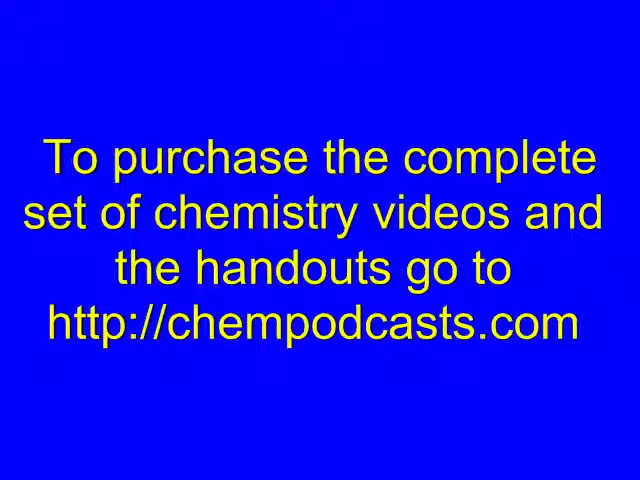 To purchase the complete
set of chemistry videos and
the handouts go to
http://chempodcasts.com